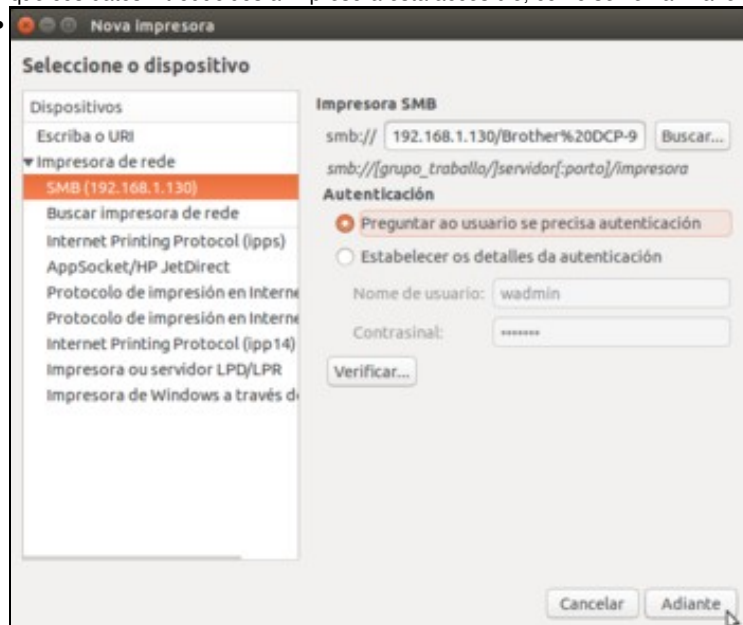 Nova impresora
Seleccione o dispositivo
Dispositivos
Escriba o URI
Impresora de rede
SMB (192.168.1.130)
Buscar impresora de rede
Internet Printing Protocol (ipps)
AppSocket/HP JetDirect
Protocolo de impresión en Interne
Protocolo de impresión en Interne
Internet Printing Protocol (ipp14)
Impresora ou servidor LPD/LPR
Impresora de Windows a través d
Impresora SMB
smb:// 192.168.1.130/Brother%20DCP-9 Buscar...
smb://[grupo_traballo/]servidor[:porto]/impresora
Autenticación
Preguntar ao usuario se precisa autenticación
Estabelecer os detalles da autenticación
Nome de usuario: wadmin
Contrasinal: •••••••
Verificar...
Cancelar Adiante